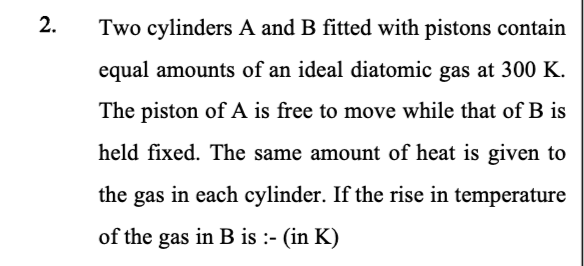 2. Two cylinders A and B fitted with pistons contain
equal amounts of an ideal diatomic gas at 300 K.
The piston of A is free to move while that of B is
held fixed. The same amount of heat is given to
the gas in each cylinder. If the rise in temperature
of the gas in B is :- (in K)